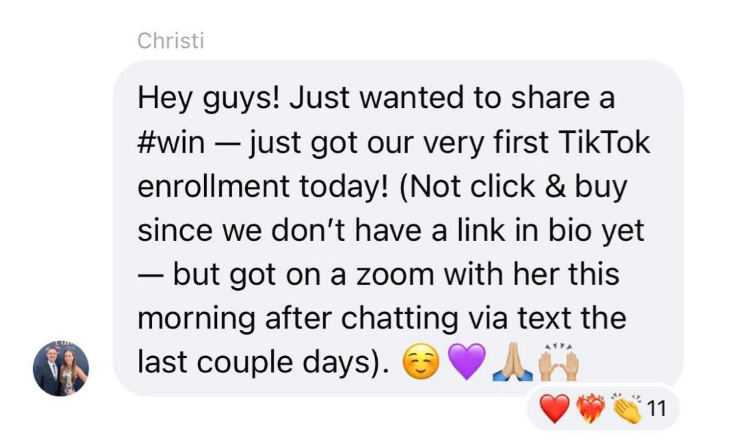 Christi
Hey guys! Just wanted to share a
#win — just got our very first TikTok
enrollment today! (Not click & buy
since we don’t have a link in bio yet
— but got on a zoom with her this
morning after chatting via text the
last couple days). ☺️💜🙏🏼🙌🏼
❤️❤️‍🔥👏 11